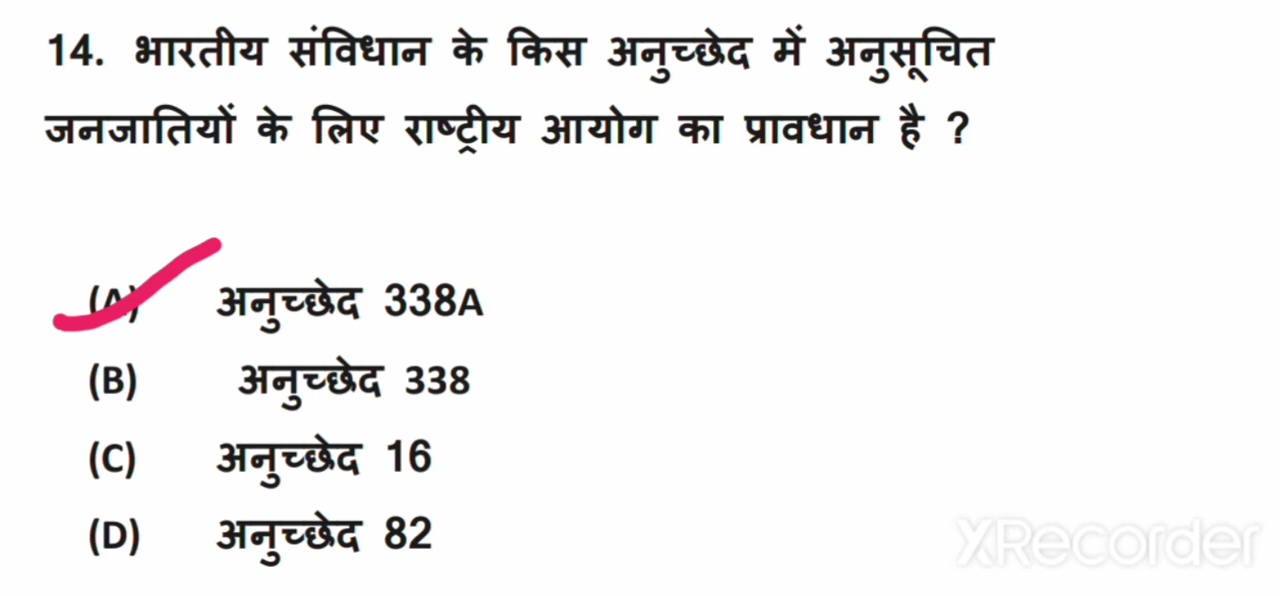 14. भारतीय संविधान के किस अनुच्छेद में अनुसूचित
जनजातियों के लिए राष्ट्रीय आयोग का प्रावधान है ?
(A) अनुच्छेद 338A
(B) अनुच्छेद 338
(C) अनुच्छेद 16
(D) अनुच्छेद 82
XRecorder